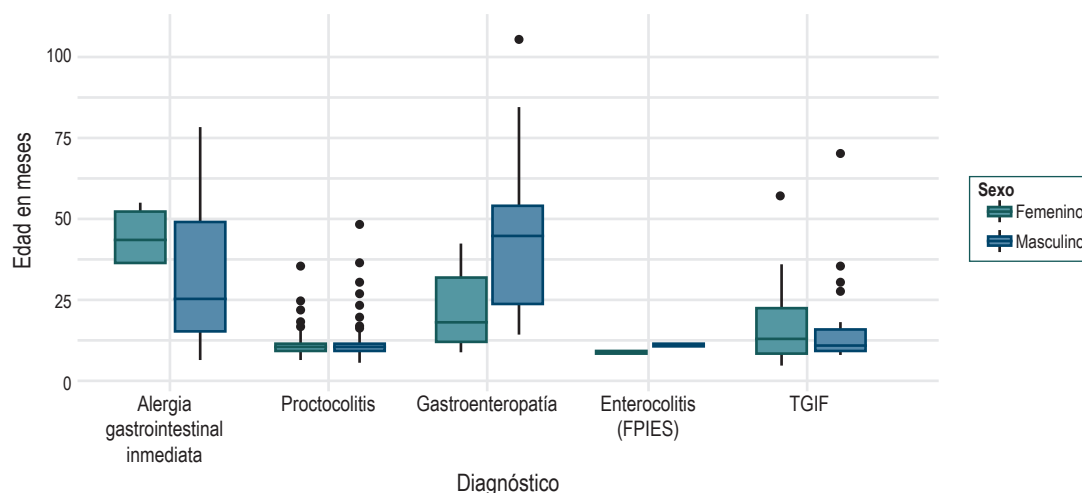 Edad en meses
100
75
50
25
0
Alergia
gastrointestinal
inmediata
Proctocolitis
Gastroenteropatía
Enterocolitis
(FPIES)
TGIF
Diagnóstico
Sexo
Femenino
Masculino